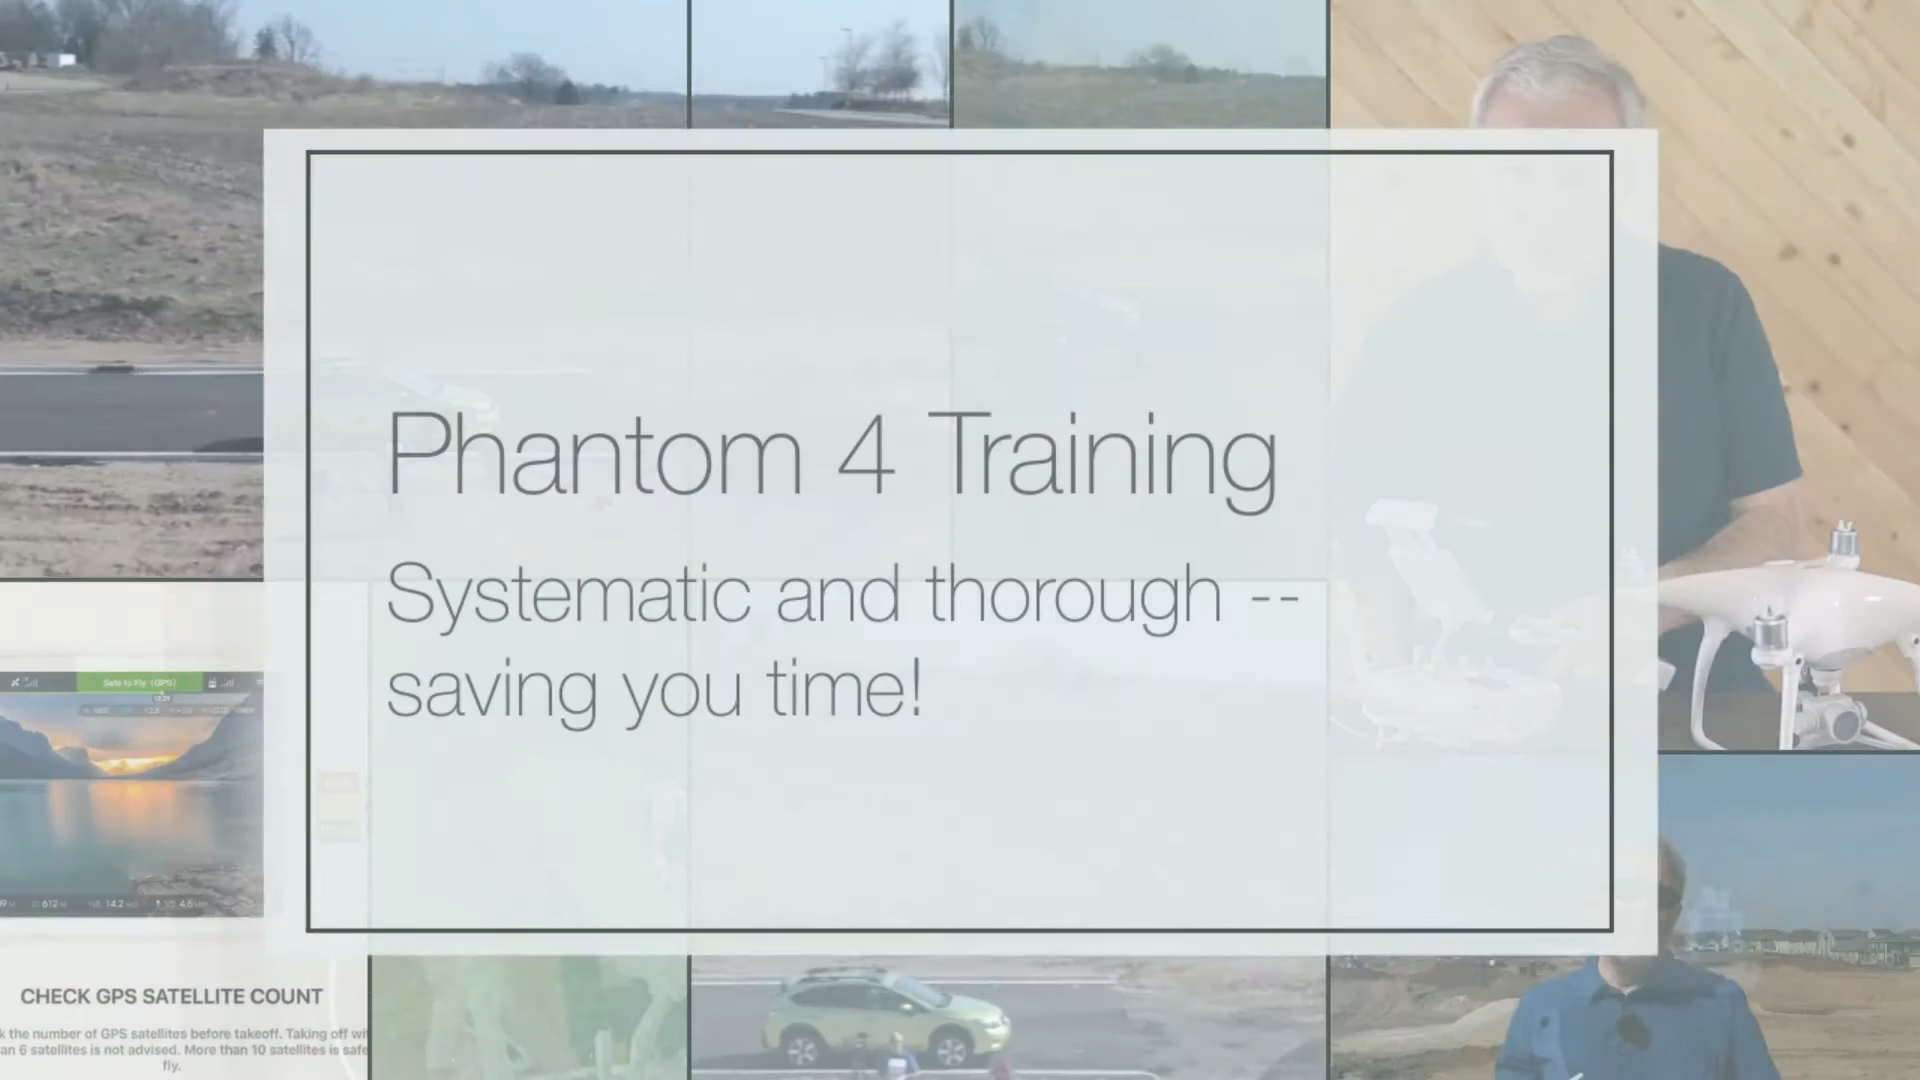 Phantom 4 Training
Systematic and thorough --
saving you time!
Safe to Fly (GPS)
CHECK GPS SATELLITE COUNT
the number of GPS satellites before takeoff. Taking off
6 satellites is not advised. More than 10 satellites is safe
fly.